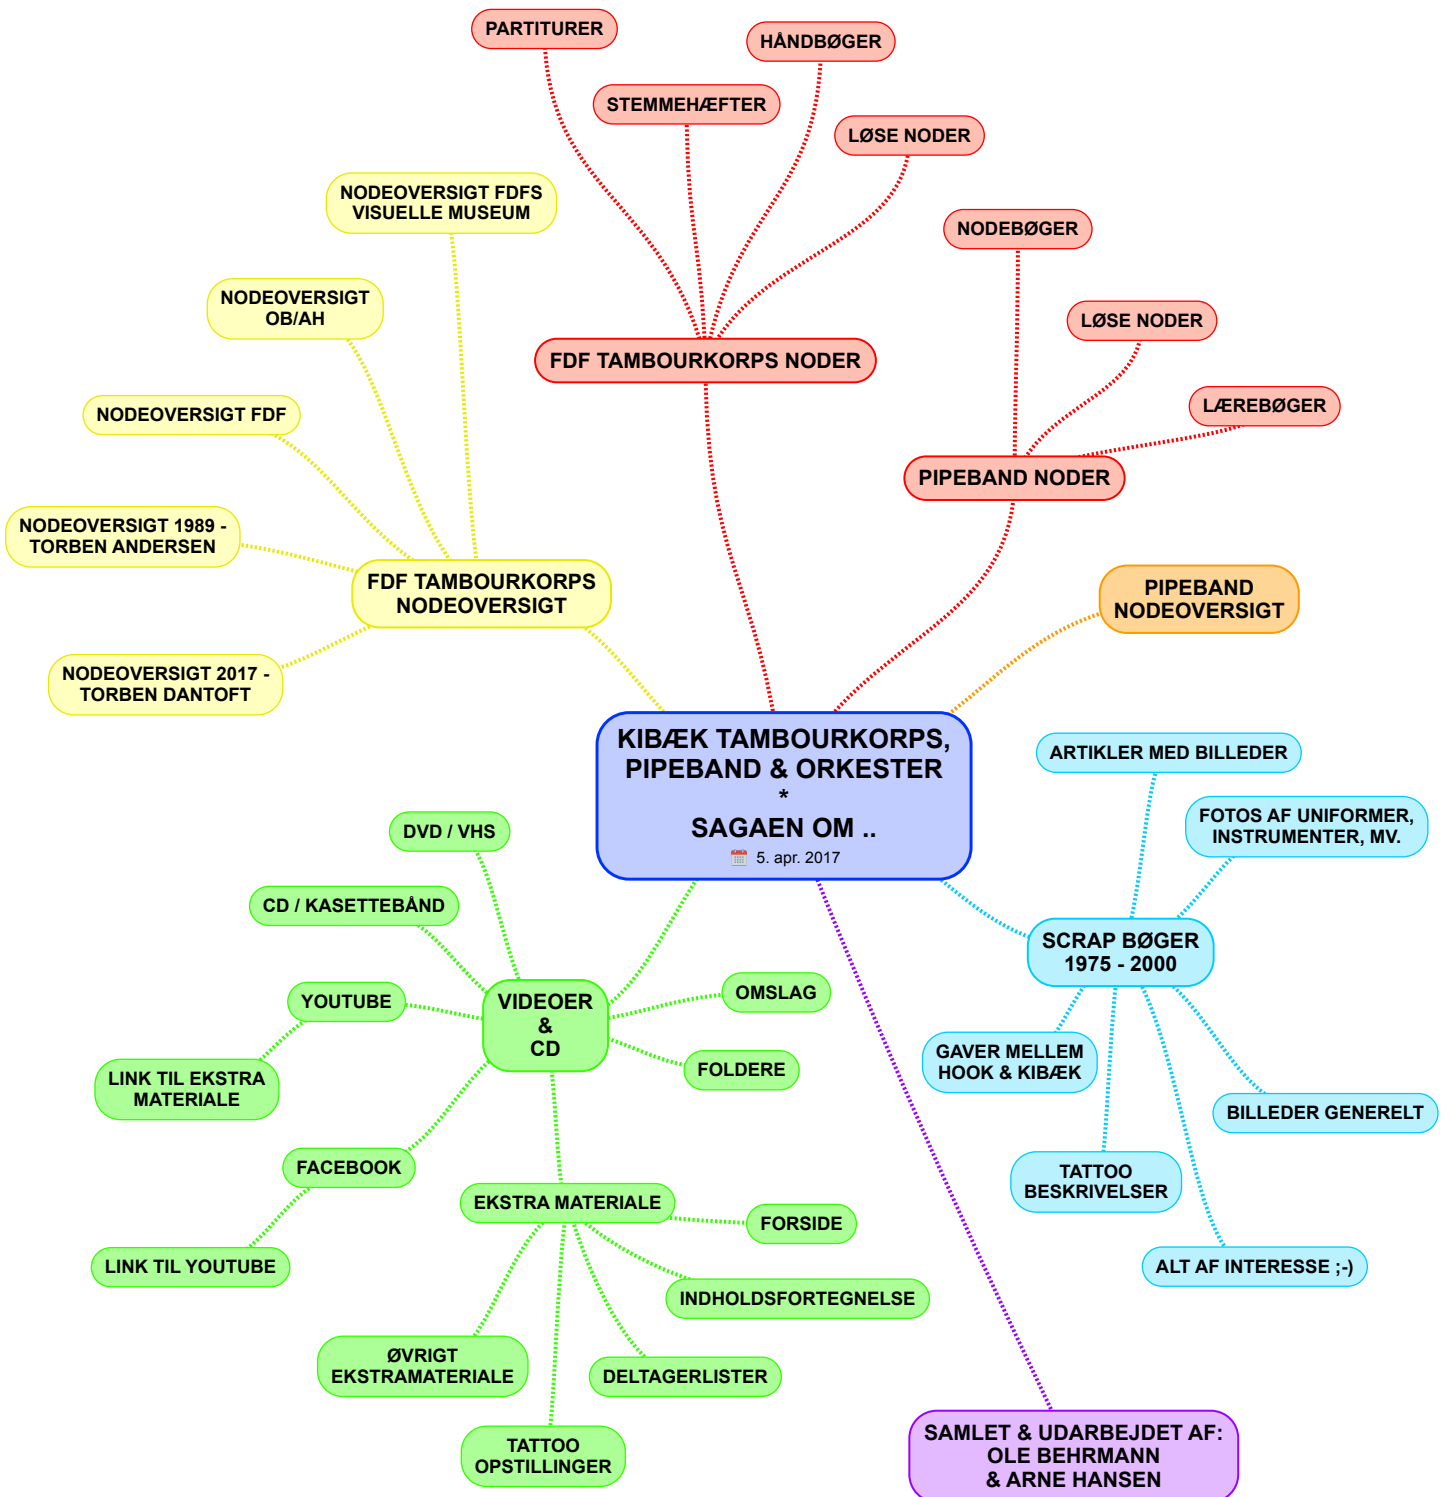 PARTITURER
HÅNDBØGER
STEMMEHÆFTER
LØSE NODER
NODEOVERSIGT FDFS
VISUELLE MUSEUM
NODEBØGER
NODEOVERSIGT
OB/AH
LØSE NODER
FDF TAMBOURKORPS NODER
NODEOVERSIGT FDF
LÆREBØGER
PIPEBAND NODER
NODEOVERSIGT 1989 -
TORBEN ANDERSEN
FDF TAMBOURKORPS
NODEOVERSIGT
PIPEBAND
NODEOVERSIGT
NODEOVERSIGT 2017 -
TORBEN DANTOFT
KIBÆK TAMBOURKORPS,
PIPEBAND & ORKESTER
*
SAGAEN OM ..
5. apr. 2017
ARTIKLER MED BILLEDER
FOTOS AF UNIFORMER,
INSTRUMENTER, MV.
DVD / VHS
CD / KASETTEBÅND
SCRAP BØGER
1975 - 2000
YOUTUBE
VIDEOER
&
CD
OMSLAG
FOLDERE
GAVER MELLEM
HOOK & KIBÆK
LINK TIL EKSTRA
MATERIALE
BILLEDER GENERELT
FACEBOOK
TATTOO
BESKRIVELSER
EKSTRA MATERIALE
FORSIDE
LINK TIL YOUTUBE
ALT AF INTERESSE ;-)
INDHOLDSFORTEGNELSE
ØVRIGT
EKSTRAMATERIALE
DELTAGERLISTER
TATTOO
OPSTILLINGER
SAMLET & UDARBEJDET AF:
OLE BEHRMANN
& ARNE HANSEN